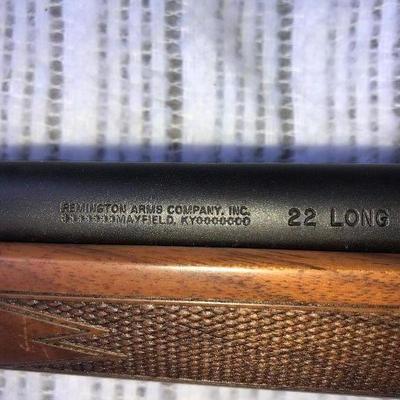 REMINGTON ARMS COMPANY, INC.
MAYFIELD, KY
22 LONG